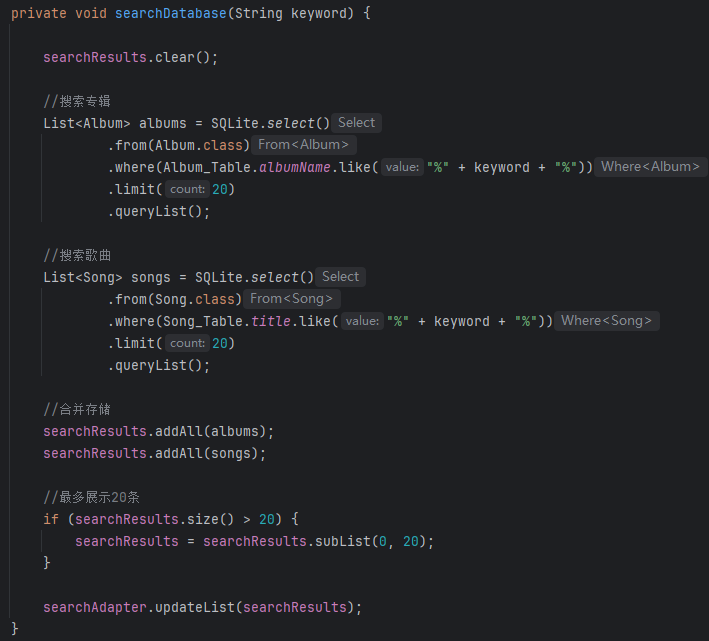 private void searchDatabase(String keyword) {
searchResults.clear();
//搜索专辑
List<Album> albums = SQLite.select() Select
.from(Album.class) From<Album>
.where(Album_Table.albumName.like( value: "%" + keyword + "%")) Where<Album>
.limit( count: 20)
.queryList();
//搜索歌曲
List<Song> songs = SQLite.select() Select
.from(Song.class) From<Song>
.where(Song_Table.title.like( value: "%" + keyword + "%")) Where<Song>
.limit( count: 20)
.queryList();
//合并存储
searchResults.addAll(albums);
searchResults.addAll(songs);
//最多展示20条
if (searchResults.size() > 20) {
searchResults = searchResults.subList(0, 20);
}
searchAdapter.updateList(searchResults);
}